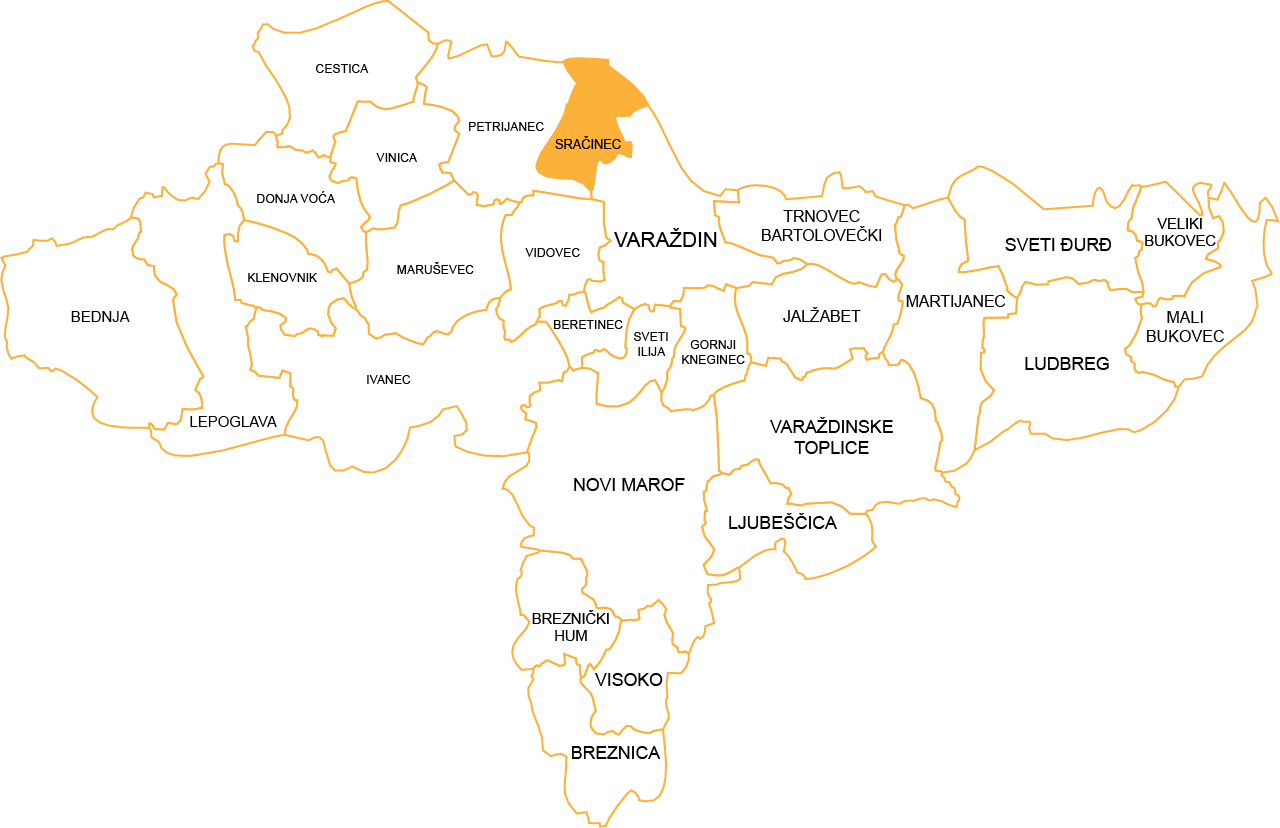 CESTICA
PETRIJANEC
SRAČINEC
VINICA
DONJA VOĆA
TRNOVEC
BARTOLOVEČKI
VELIKI
BUKOVEC
VARAŽDIN
SVETI ĐURĐ
VIDOVEC
MARUŠEVEC
KLENOVNIK
MARTIJANEC
BEDNJA
JALŽABET
MALI
BUKOVEC
BERETINEC
SVETI
ILIJA
GORNJI
KNEGINEC
LUDBREG
IVANEC
LEPOGLAVA
VARAŽDINSKE
TOPLICE
NOVI MAROF
LJUBEŠČICA
BREZNIČKI
HUM
VISOKO
BREZNICA